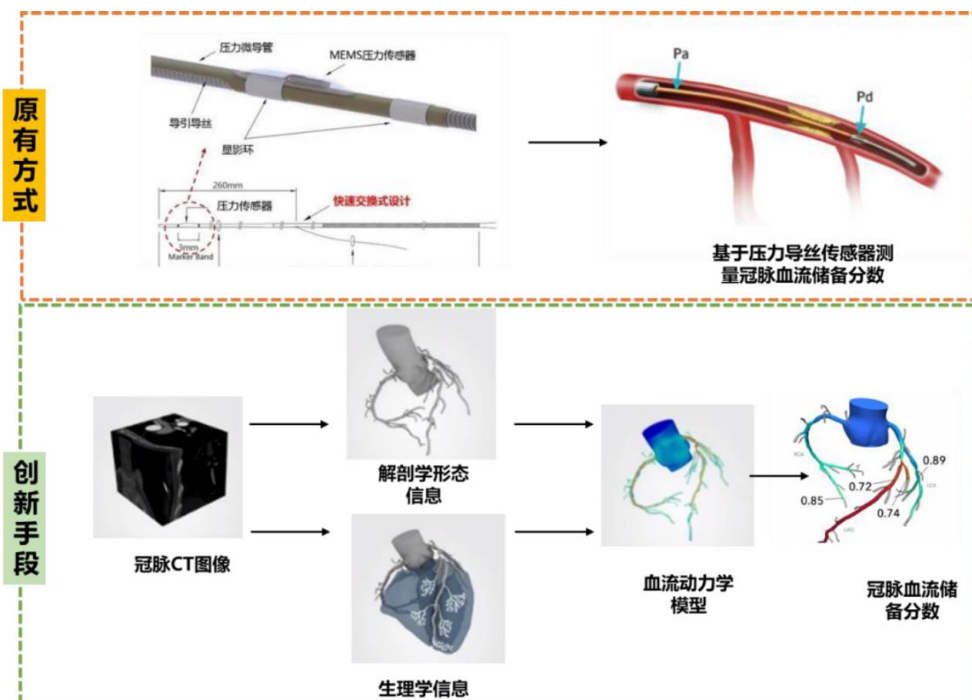 原有方式
压力微导管
MEMS压力传感器
导引导丝
显影环
260mm
压力传感器
快速交换式设计
3mm
Marker Band
Pa
Pd
基于压力导丝传感器测
量冠脉血流储备分数
创新手段
冠脉CT图像
解剖学形态
信息
生理学信息
血流动力学
模型
RCA
0.89
LCX
0.72
0.74
0.85
LAD
冠脉血流储
备分数